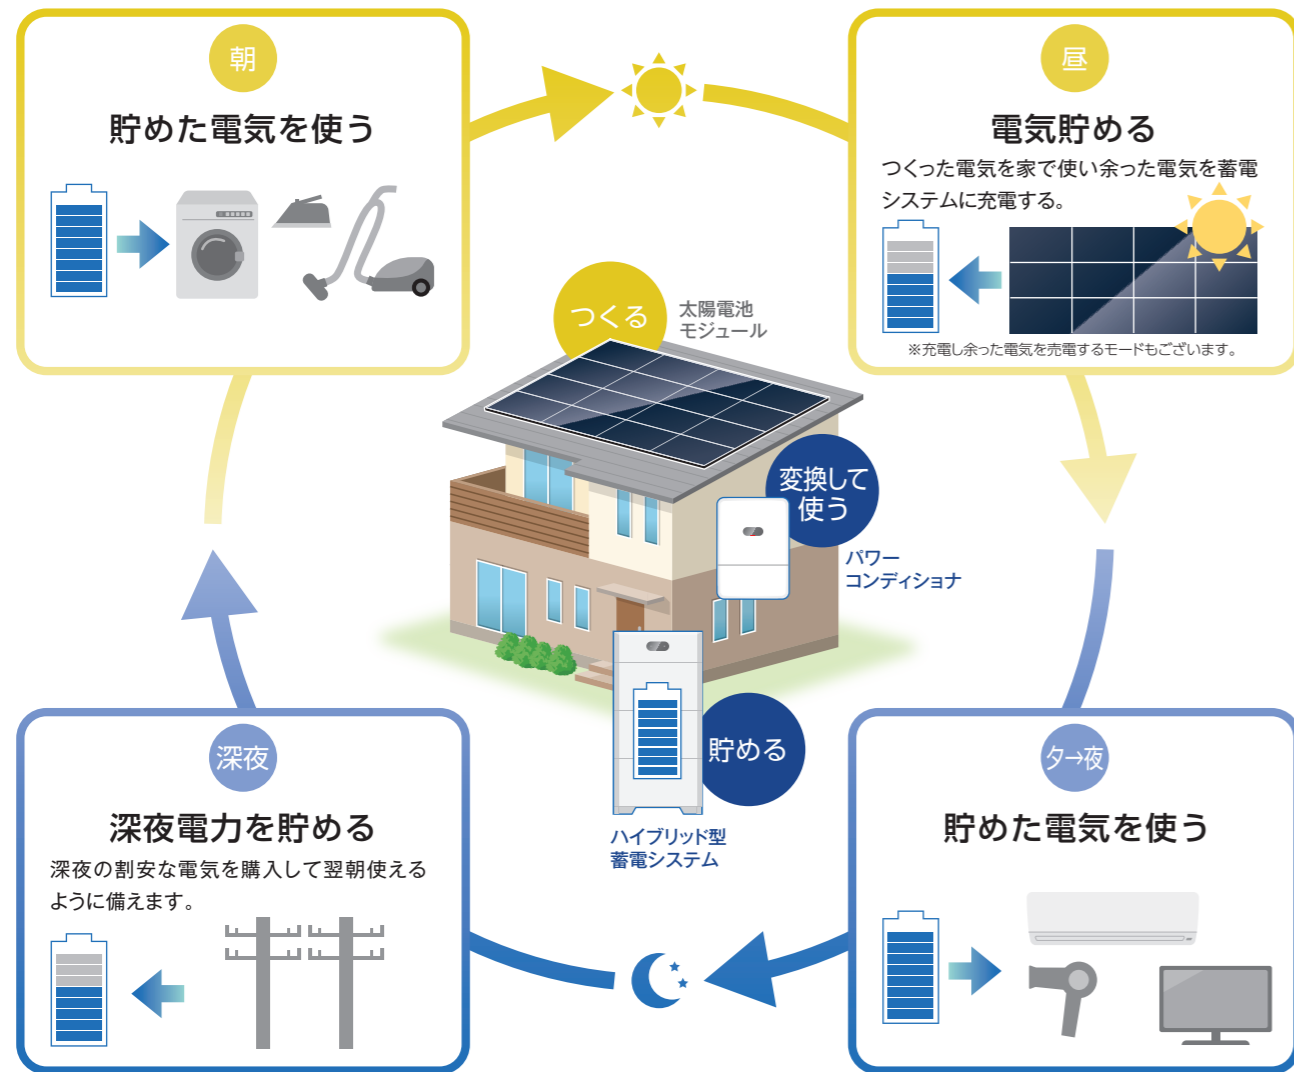 朝
貯めた電気を使う
昼
電気貯める
つくった電気を家で使い余った電気を蓄電
システムに充電する。
※充電し余った電気を売電するモードもございます。
つくる
太陽電池
モジュール
変換して
使う
パワー
コンディショナ
貯める
ハイブリッド型
蓄電システム
深夜
深夜電力を貯める
深夜の割安な電気を購入して翌朝使える
ように備えます。
夕→夜
貯めた電気を使う